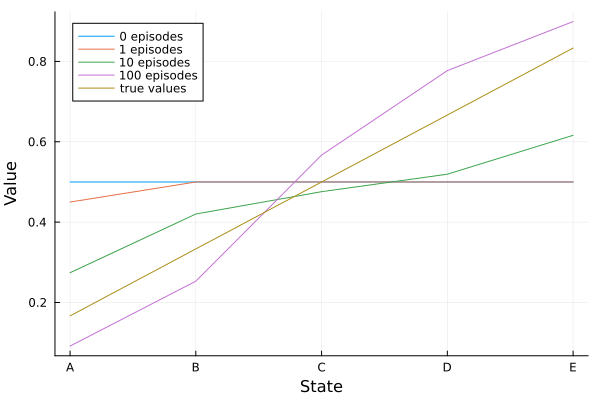 0 episodes
1 episodes
10 episodes
100 episodes
true values
0.8
0.6
0.4
0.2
Value
A B C D E
State